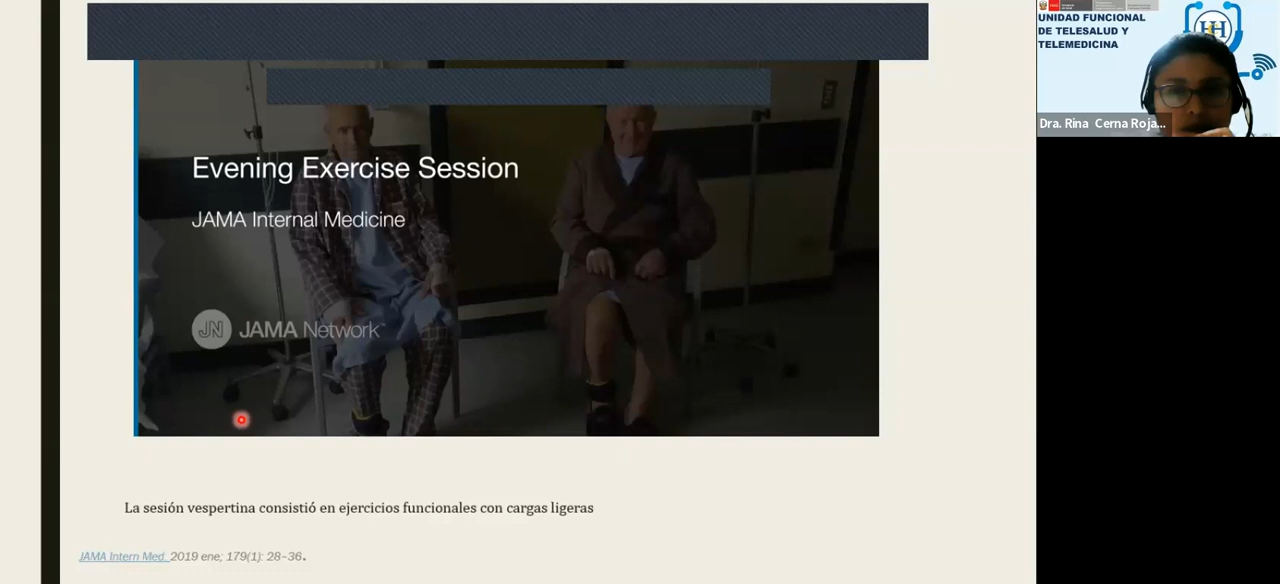 Evening Exercise Session
JAMA Internal Medicine
JN JAMA Network
La sesión vespertina consistió en ejercicios funcionales con cargas ligeras
JAMA Intern Med. 2019 ene; 179(1): 28-36.
UNIDAD FUNCIONAL
DE TELESALUD Y
TELEMEDICINA
Dra. Rina Cerna Roja...